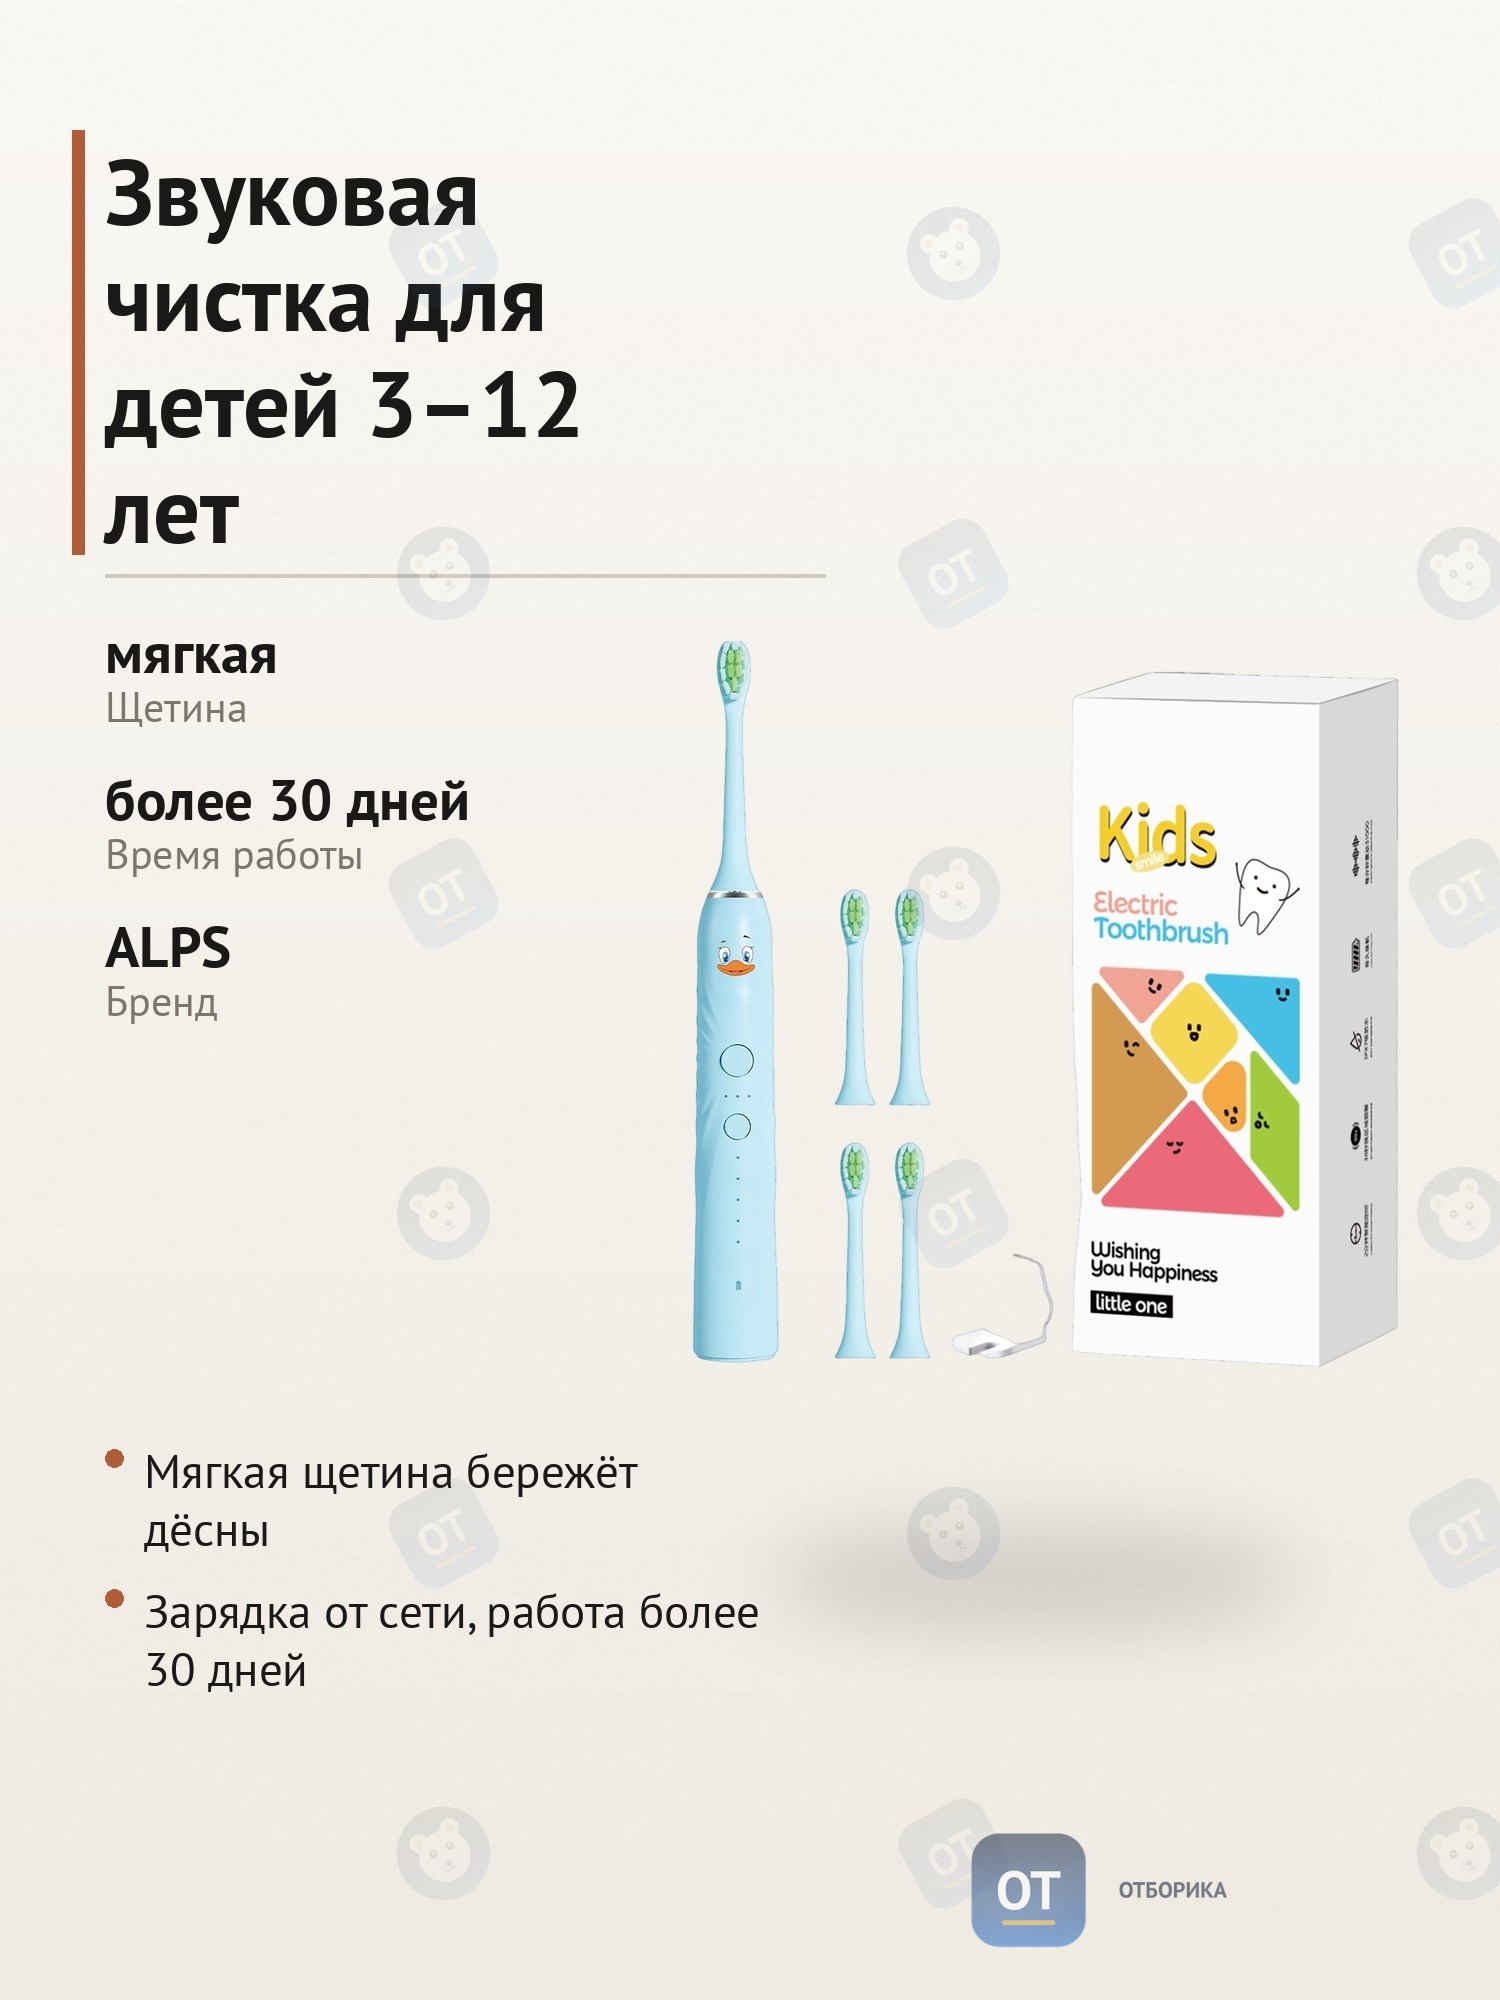 Звуковая
чистка для
детей 3–12
лет
мягкая
Щетина
более 30 дней
Время работы
ALPS
Бренд
Kids
smile
Electric
Toothbrush
Wishing
You Happiness
little one
Мягкая щетина бережёт
дёсны
Зарядка от сети, работа более
30 дней
ОТ
ОТБОРИКА